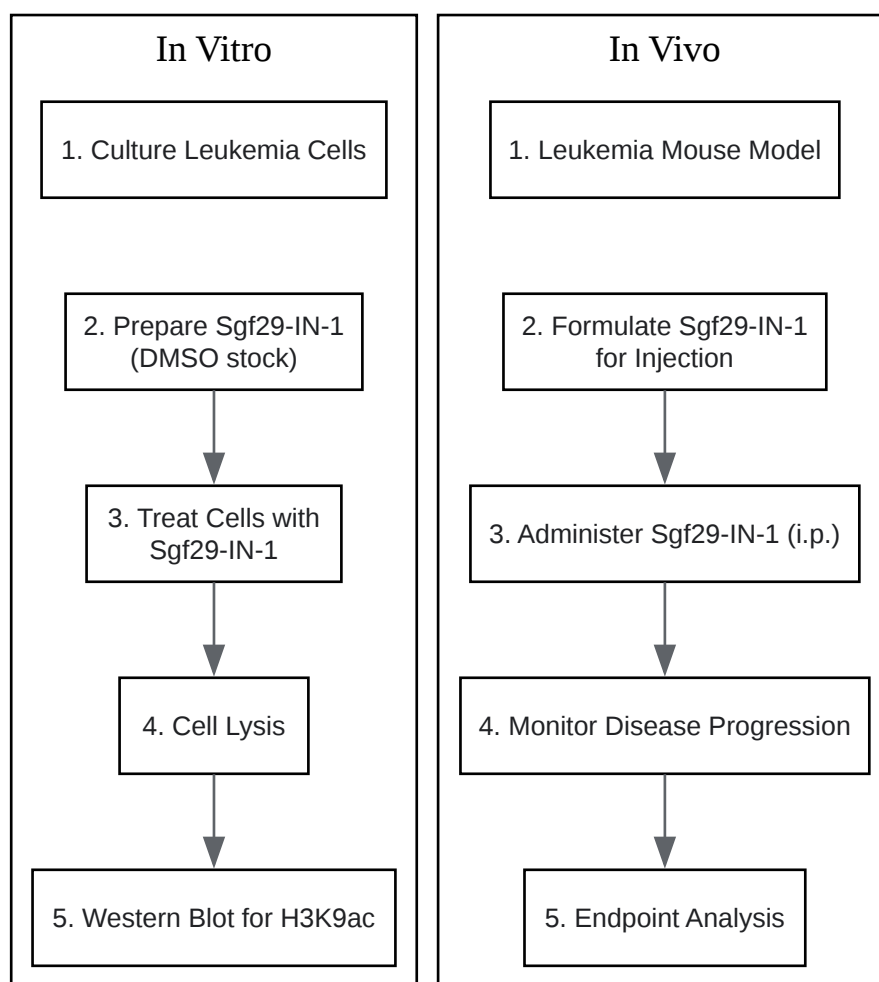 In Vitro
1. Culture Leukemia Cells
2. Prepare Sgf29-IN-1
(DMSO stock)
3. Treat Cells with
Sgf29-IN-1
4. Cell Lysis
5. Western Blot for H3K9ac
In Vivo
1. Leukemia Mouse Model
2. Formulate Sgf29-IN-1
for Injection
3. Administer Sgf29-IN-1 (i.p.)
4. Monitor Disease Progression
5. Endpoint Analysis